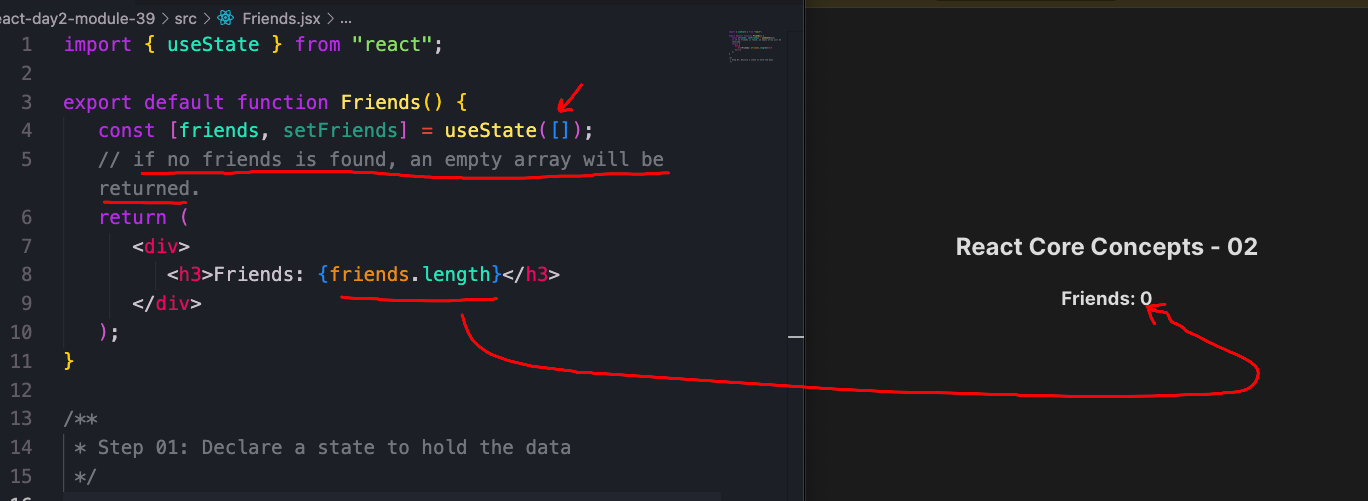 eact-day2-module-39 > src > Friends.jsx > ...
1 import { useState } from "react";
2
3 export default function Friends() {
4 const [friends, setFriends] = useState([]);
5 // if no friends is found, an empty array will be
returned.
6 return (
7 <div>
8 <h3>Friends: {friends.length}</h3>
9 </div>
10 );
11 }
12
13 /**
14 * Step 01: Declare a state to hold the data
15 */
React Core Concepts - 02
Friends: 0